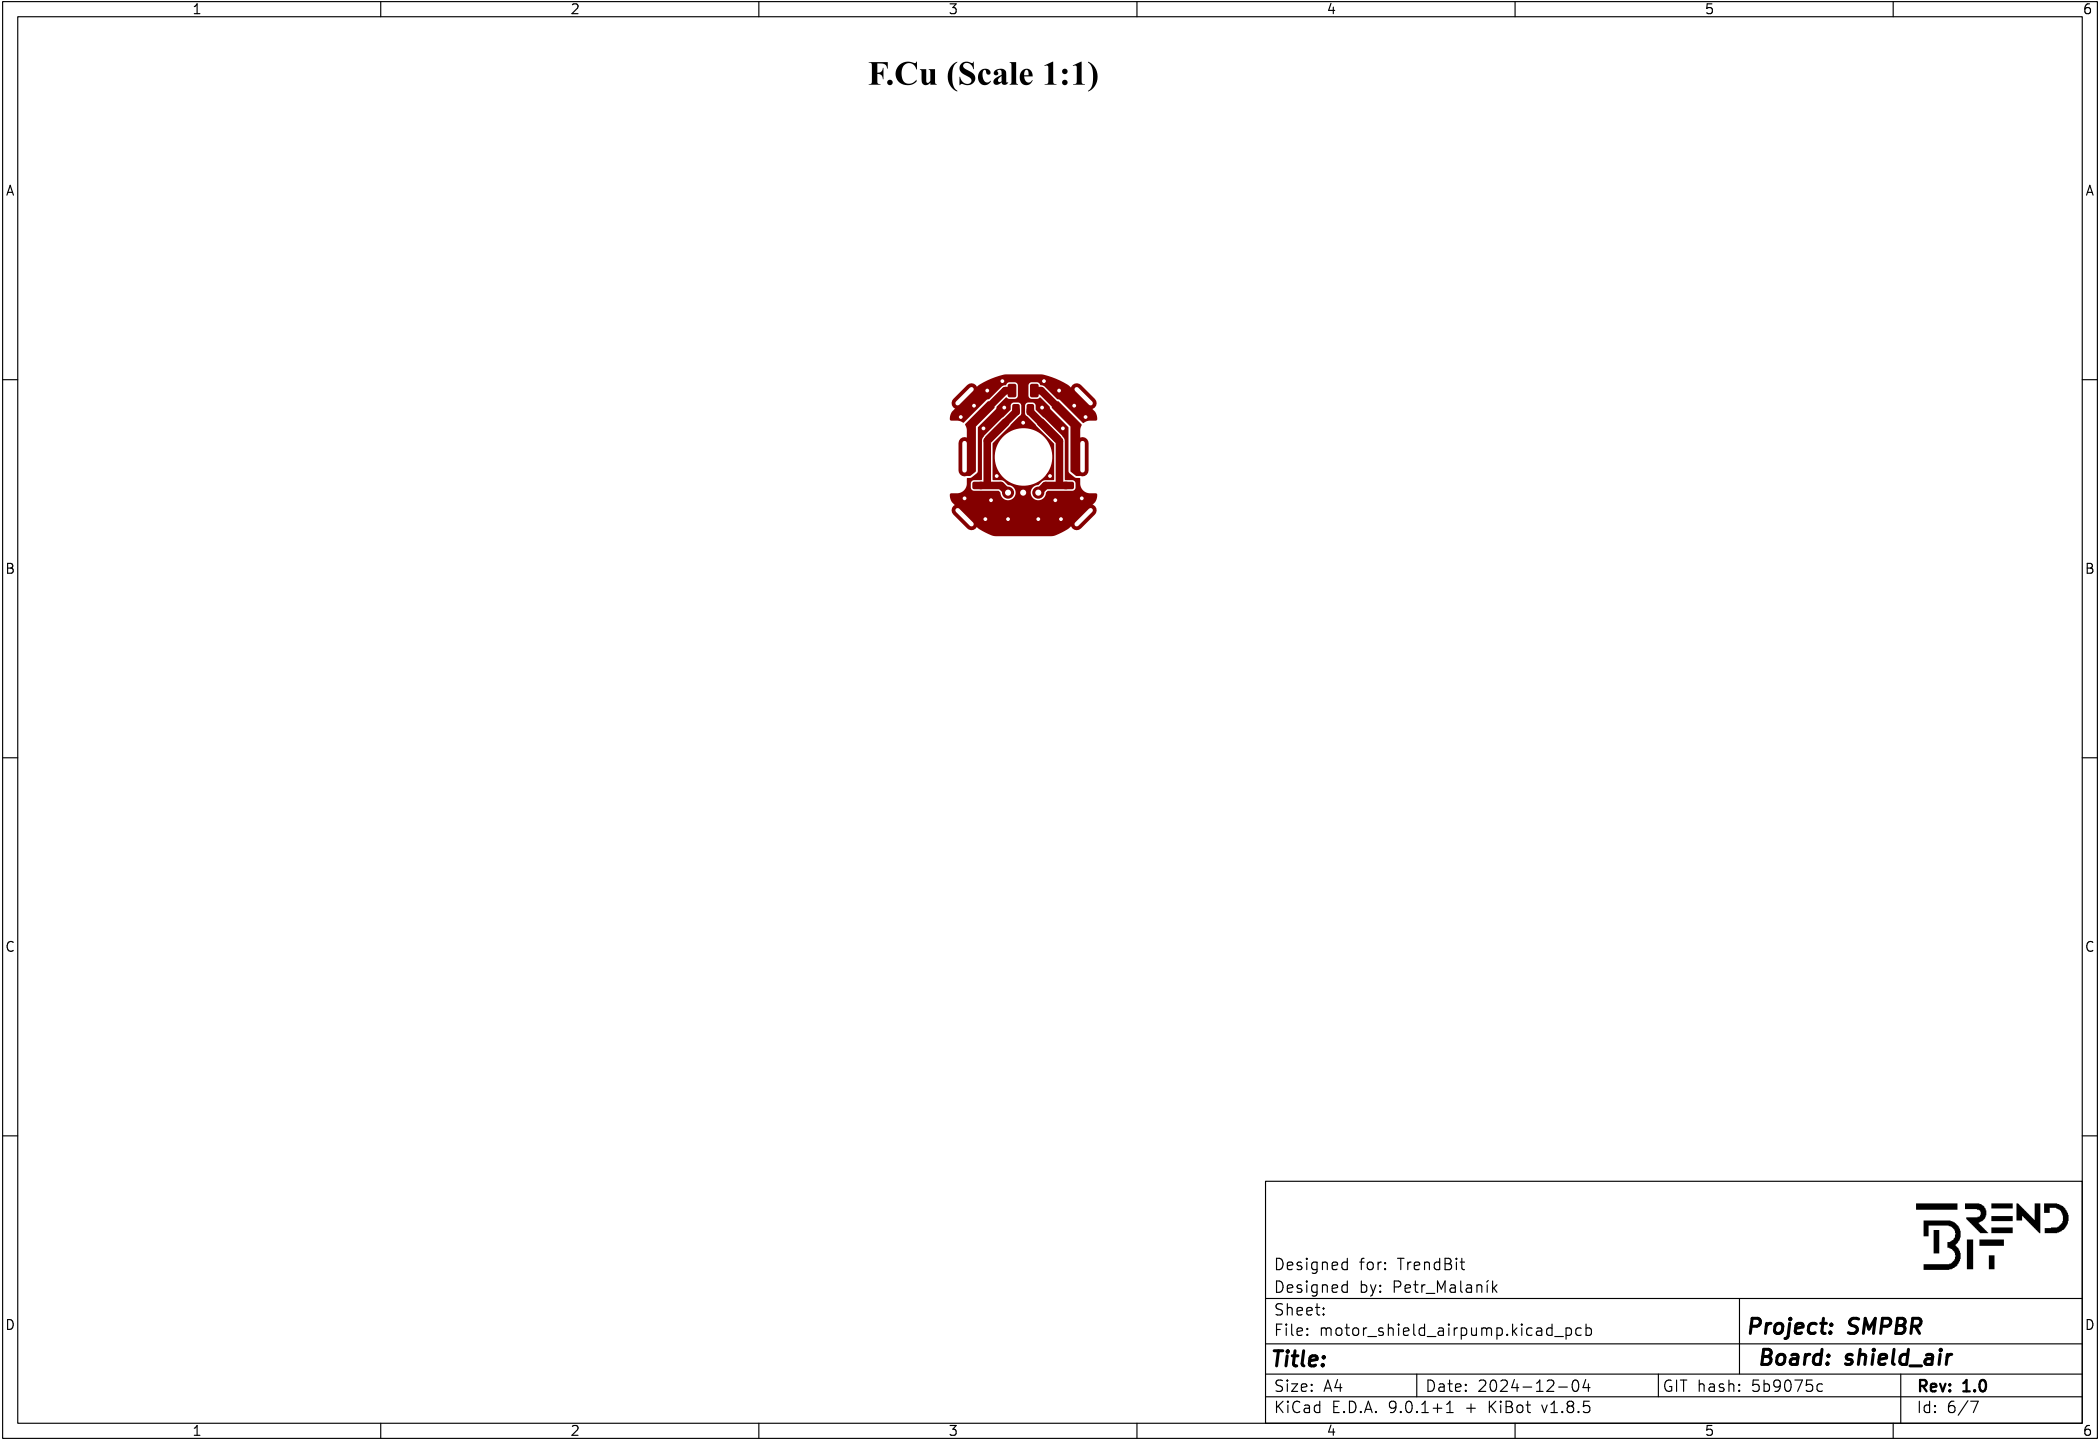 1 2 3 4 5 6
F.Cu (Scale 1:1)
A A
B B
C C
TREND
BIT
Designed for: TrendBit
Designed by: Petr_Malaník
Sheet:
File: motor_shield_airpump.kicad_pcb
Project: SMPBR
D D
Title:
Board: shield_air
Size: A4
Date: 2024-12-04
GIT hash: 5b9075c
Rev: 1.0
KiCad E.D.A. 9.0.1+1 + KiBot v1.8.5
Id: 6/7
1 2 3 4 5 6